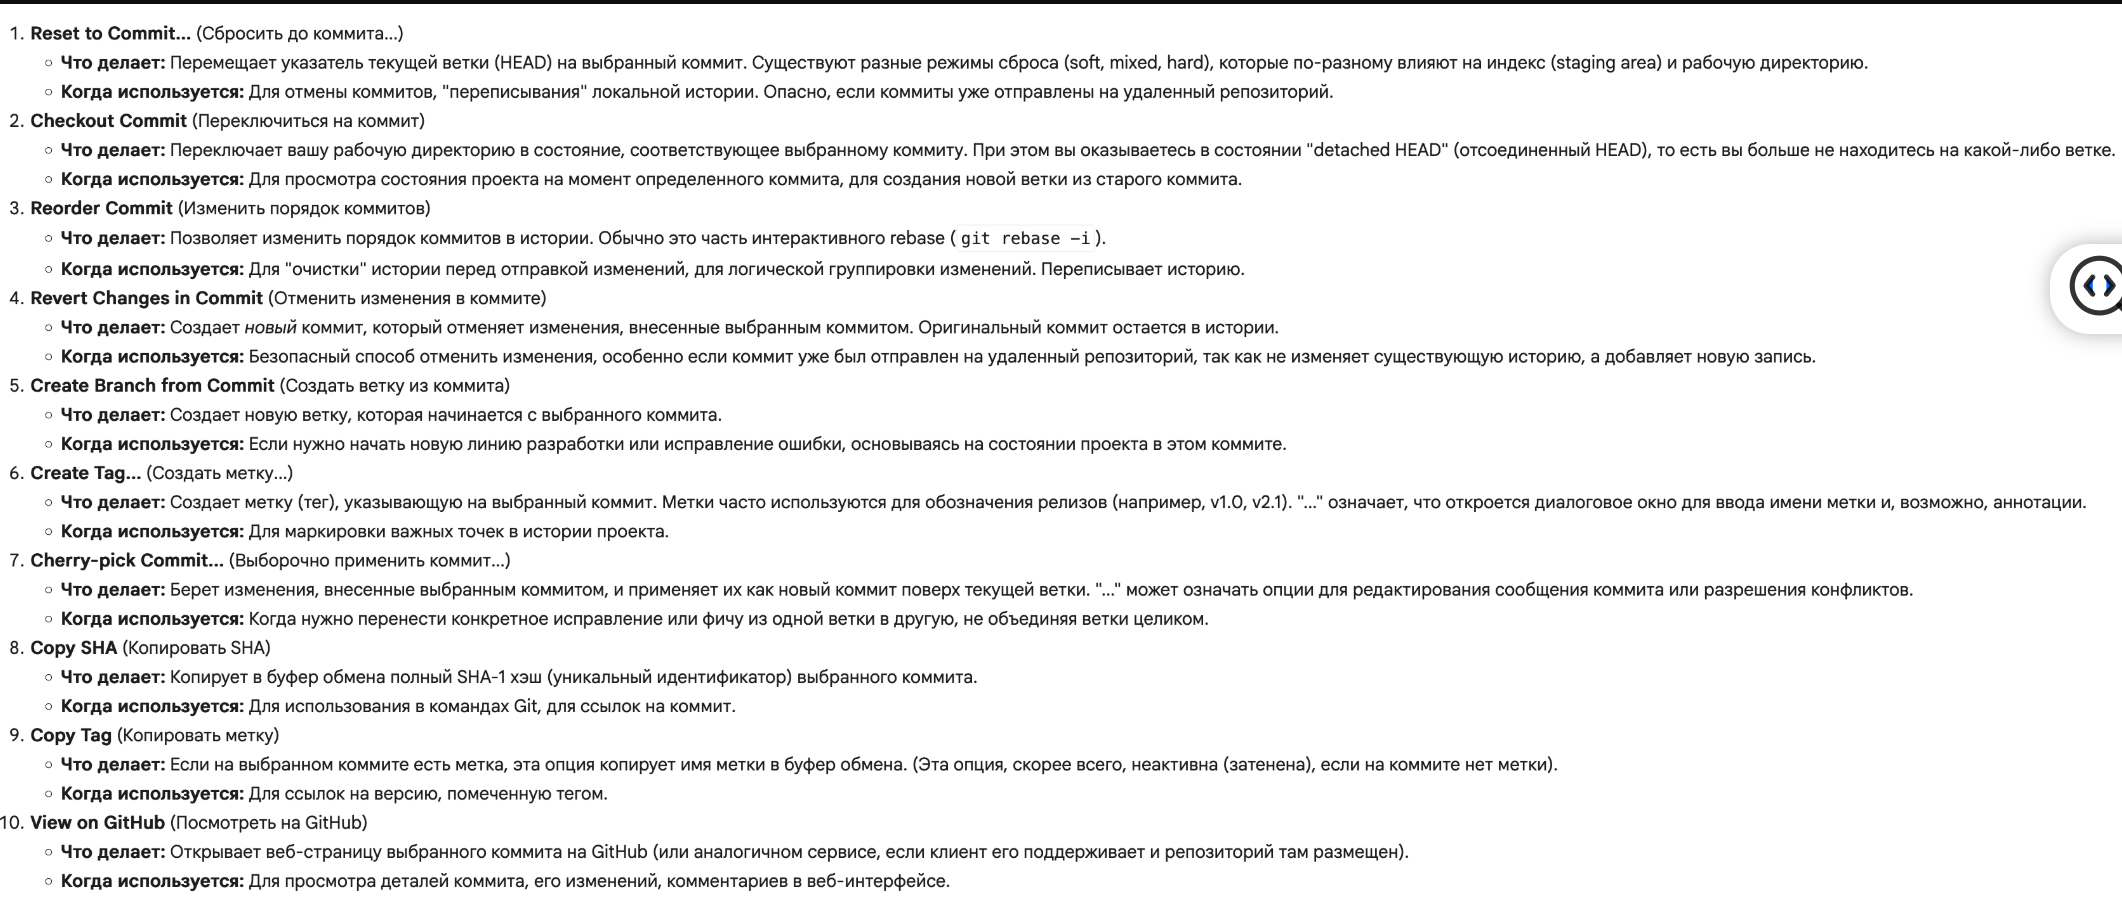 1. Reset to Commit... (Сбросить до коммита...)
◦ Что делает: Перемещает указатель текущей ветки (HEAD) на выбранный коммит. Существуют разные режимы сброса (soft, mixed, hard), которые по-разному влияют на индекс (staging area) и рабочую директорию.
◦ Когда используется: Для отмены коммитов, "переписывания" локальной истории. Опасно, если коммиты уже отправлены на удаленный репозиторий.
2. Checkout Commit (Переключиться на коммит)
◦ Что делает: Переключает вашу рабочую директорию в состояние, соответствующее выбранному коммиту. При этом вы оказываетесь в состоянии "detached HEAD" (отсоединенный HEAD), то есть вы больше не находитесь на какой-либо ветке.
◦ Когда используется: Для просмотра состояния проекта на момент определенного коммита, для создания новой ветки из старого коммита.
3. Reorder Commit (Изменить порядок коммитов)
◦ Что делает: Позволяет изменить порядок коммитов в истории. Обычно это часть интерактивного rebase ( git rebase -i ).
◦ Когда используется: Для "очистки" истории перед отправкой изменений, для логической группировки изменений. Переписывает историю.
4. Revert Changes in Commit (Отменить изменения в коммите)
◦ Что делает: Создает новый коммит, который отменяет изменения, внесенные выбранным коммитом. Оригинальный коммит остается в истории.
◦ Когда используется: Безопасный способ отменить изменения, особенно если коммит уже был отправлен на удаленный репозиторий, так как не изменяет существующую историю, а добавляет новую запись.
5. Create Branch from Commit (Создать ветку из коммита)
◦ Что делает: Создает новую ветку, которая начинается с выбранного коммита.
◦ Когда используется: Если нужно начать новую линию разработки или исправление ошибки, основываясь на состоянии проекта в этом коммите.
6. Create Tag... (Создать метку...)
◦ Что делает: Создает метку (тег), указывающую на выбранный коммит. Метки часто используются для обозначения релизов (например, v1.0, v2.1). "..." означает, что откроется диалоговое окно для ввода имени метки и, возможно, аннотации.
◦ Когда используется: Для маркировки важных точек в истории проекта.
7. Cherry-pick Commit... (Выборочно применить коммит...)
◦ Что делает: Берет изменения, внесенные выбранным коммитом, и применяет их как новый коммит поверх текущей ветки. "..." может означать опции для редактирования сообщения коммита или разрешения конфликтов.
◦ Когда используется: Когда нужно перенести конкретное исправление или фичу из одной ветки в другую, не объединяя ветки целиком.
8. Copy SHA (Копировать SHA)
◦ Что делает: Копирует в буфер обмена полный SHA-1 хэш (уникальный идентификатор) выбранного коммита.
◦ Когда используется: Для использования в командах Git, для ссылок на коммит.
9. Copy Tag (Копировать метку)
◦ Что делает: Если на выбранном коммите есть метка, эта опция копирует имя метки в буфер обмена. (Эта опция, скорее всего, неактивна (затенена), если на коммите нет метки).
◦ Когда используется: Для ссылок на версию, помеченную тегом.
10. View on GitHub (Посмотреть на GitHub)
◦ Что делает: Открывает веб-страницу выбранного коммита на GitHub (или аналогичном сервисе, если клиент его поддерживает и репозиторий там размещен).
◦ Когда используется: Для просмотра деталей коммита, его изменений, комментариев в веб-интерфейсе.